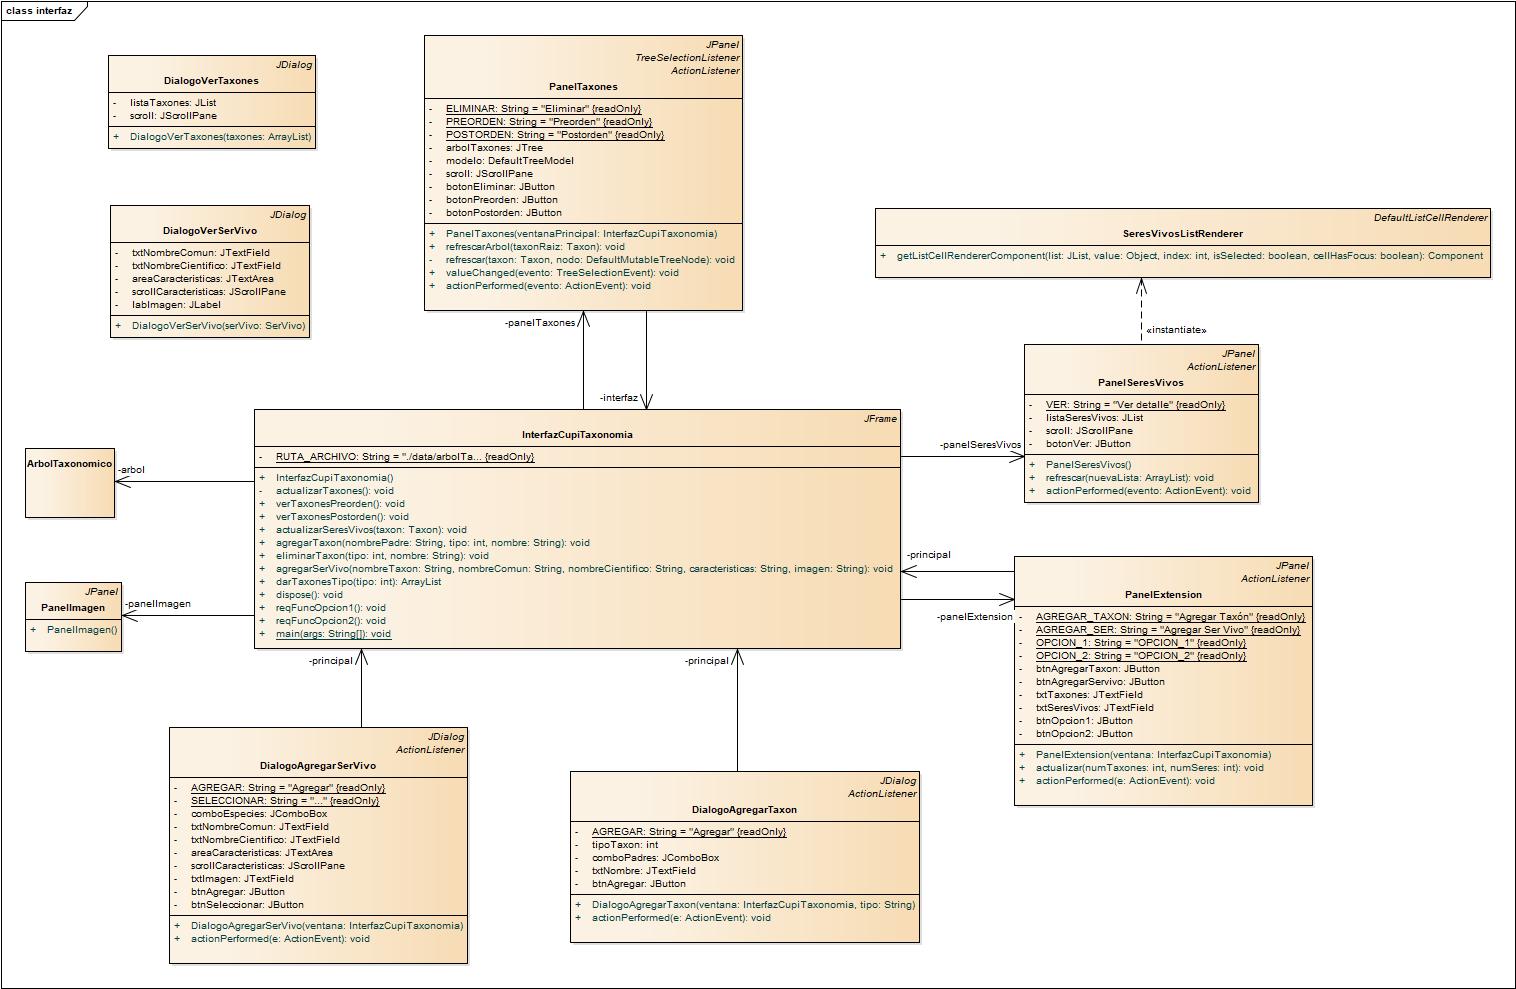 class interfaz
JDialog
DialogoVerTaxones
- listaTaxones: JList
- scroll: JScrollPane
+ DialogoVerTaxones(taxones: ArrayList)
JPanel
TreeSelectionListener
ActionListener
PanelTaxones
- ELIMINAR: String = "Eliminar" {readOnly}
- PREORDEN: String = "Preorden" {readOnly}
- POSTORDEN: String = "Postorden" {readOnly}
- arbolTaxones: JTree
- modelo: DefaultTreeModel
- scroll: JScrollPane
- botonEliminar: JButton
- botonPreorden: JButton
- botonPostorden: JButton
+ PanelTaxones(ventanaPrincipal: InterfazCupiTaxonomia)
+ refrescarArbol(taxonRaiz: Taxon): void
- refrescar(taxon: Taxon, nodo: DefaultMutableTreeNode): void
+ valueChanged(evento: TreeSelectionEvent): void
+ actionPerformed(evento: ActionEvent): void
JDialog
DialogoVerSerVivo
- txtNombreComun: JTextField
- txtNombreCientifico: JTextField
- areaCaracteristicas: JTextArea
- scrollCaracteristicas: JScrollPane
- labImagen: JLabel
+ DialogoVerSerVivo(serVivo: SerVivo)
DefaultListCellRenderer
SeresVivosListRenderer
+ getListCellRendererComponent(list: JList, value: Object, index: int, isSelected: boolean, cellHasFocus: boolean): Component
-panelTaxones
-interfaz
«instantiate»
JPanel
ActionListener
PanelSeresVivos
- VER: String = "Ver detalle" {readOnly}
- listaSeresVivos: JList
- scroll: JScrollPane
- botonVer: JButton
+ PanelSeresVivos()
+ refrescar(nuevaLista: ArrayList): void
+ actionPerformed(evento: ActionEvent): void
JFrame
InterfazCupiTaxonomia
- RUTA_ARCHIVO: String = "./data/arbolTa... {readOnly}
+ InterfazCupiTaxonomia()
- actualizarTaxones(): void
+ verTaxonesPreorden(): void
+ verTaxonesPostorden(): void
+ actualizarSeresVivos(taxon: Taxon): void
+ agregarTaxon(nombrePadre: String, tipo: int, nombre: String): void
+ eliminarTaxon(tipo: int, nombre: String): void
+ agregarSerVivo(nombreTaxon: String, nombreComun: String, nombreCientifico: String, caracteristicas: String, imagen: String): void
+ darTaxonesTipo(tipo: int): ArrayList
+ dispose(): void
+ reqFuncOpcion1(): void
+ reqFuncOpcion2(): void
+ main(args: String[]): void
-panelSeresVivos
ArbolTaxonomico
-arbol
JPanel
PanelImagen
+ PanelImagen()
-panelImagen
-principal
-panelExtension
JPanel
ActionListener
PanelExtension
- AGREGAR_TAXON: String = "Agregar Taxón" {readOnly}
- AGREGAR_SER: String = "Agregar Ser Vivo" {readOnly}
- OPCION_1: String = "OPCION_1" {readOnly}
- OPCION_2: String = "OPCION_2" {readOnly}
- btnAgregarTaxon: JButton
- btnAgregarServivo: JButton
- txtTaxones: JTextField
- txtSeresVivos: JTextField
- btnOpcion1: JButton
- btnOpcion2: JButton
+ PanelExtension(ventana: InterfazCupiTaxonomia)
+ actualizar(numTaxones: int, numSeres: int): void
+ actionPerformed(e: ActionEvent): void
-principal
-principal
JDialog
ActionListener
DialogoAgregarSerVivo
- AGREGAR: String = "Agregar" {readOnly}
- SELECCIONAR: String = "..." {readOnly}
- comboEspecies: JComboBox
- txtNombreComun: JTextField
- txtNombreCientifico: JTextField
- areaCaracteristicas: JTextArea
- scrollCaracteristicas: JScrollPane
- txtImagen: JTextField
- btnAgregar: JButton
- btnSeleccionar: JButton
+ DialogoAgregarSerVivo(ventana: InterfazCupiTaxonomia)
+ actionPerformed(e: ActionEvent): void
JDialog
ActionListener
DialogoAgregarTaxon
- AGREGAR: String = "Agregar" {readOnly}
- tipoTaxon: int
- comboPadres: JComboBox
- txtNombre: JTextField
- btnAgregar: JButton
+ DialogoAgregarTaxon(ventana: InterfazCupiTaxonomia, tipo: String)
+ actionPerformed(e: ActionEvent): void